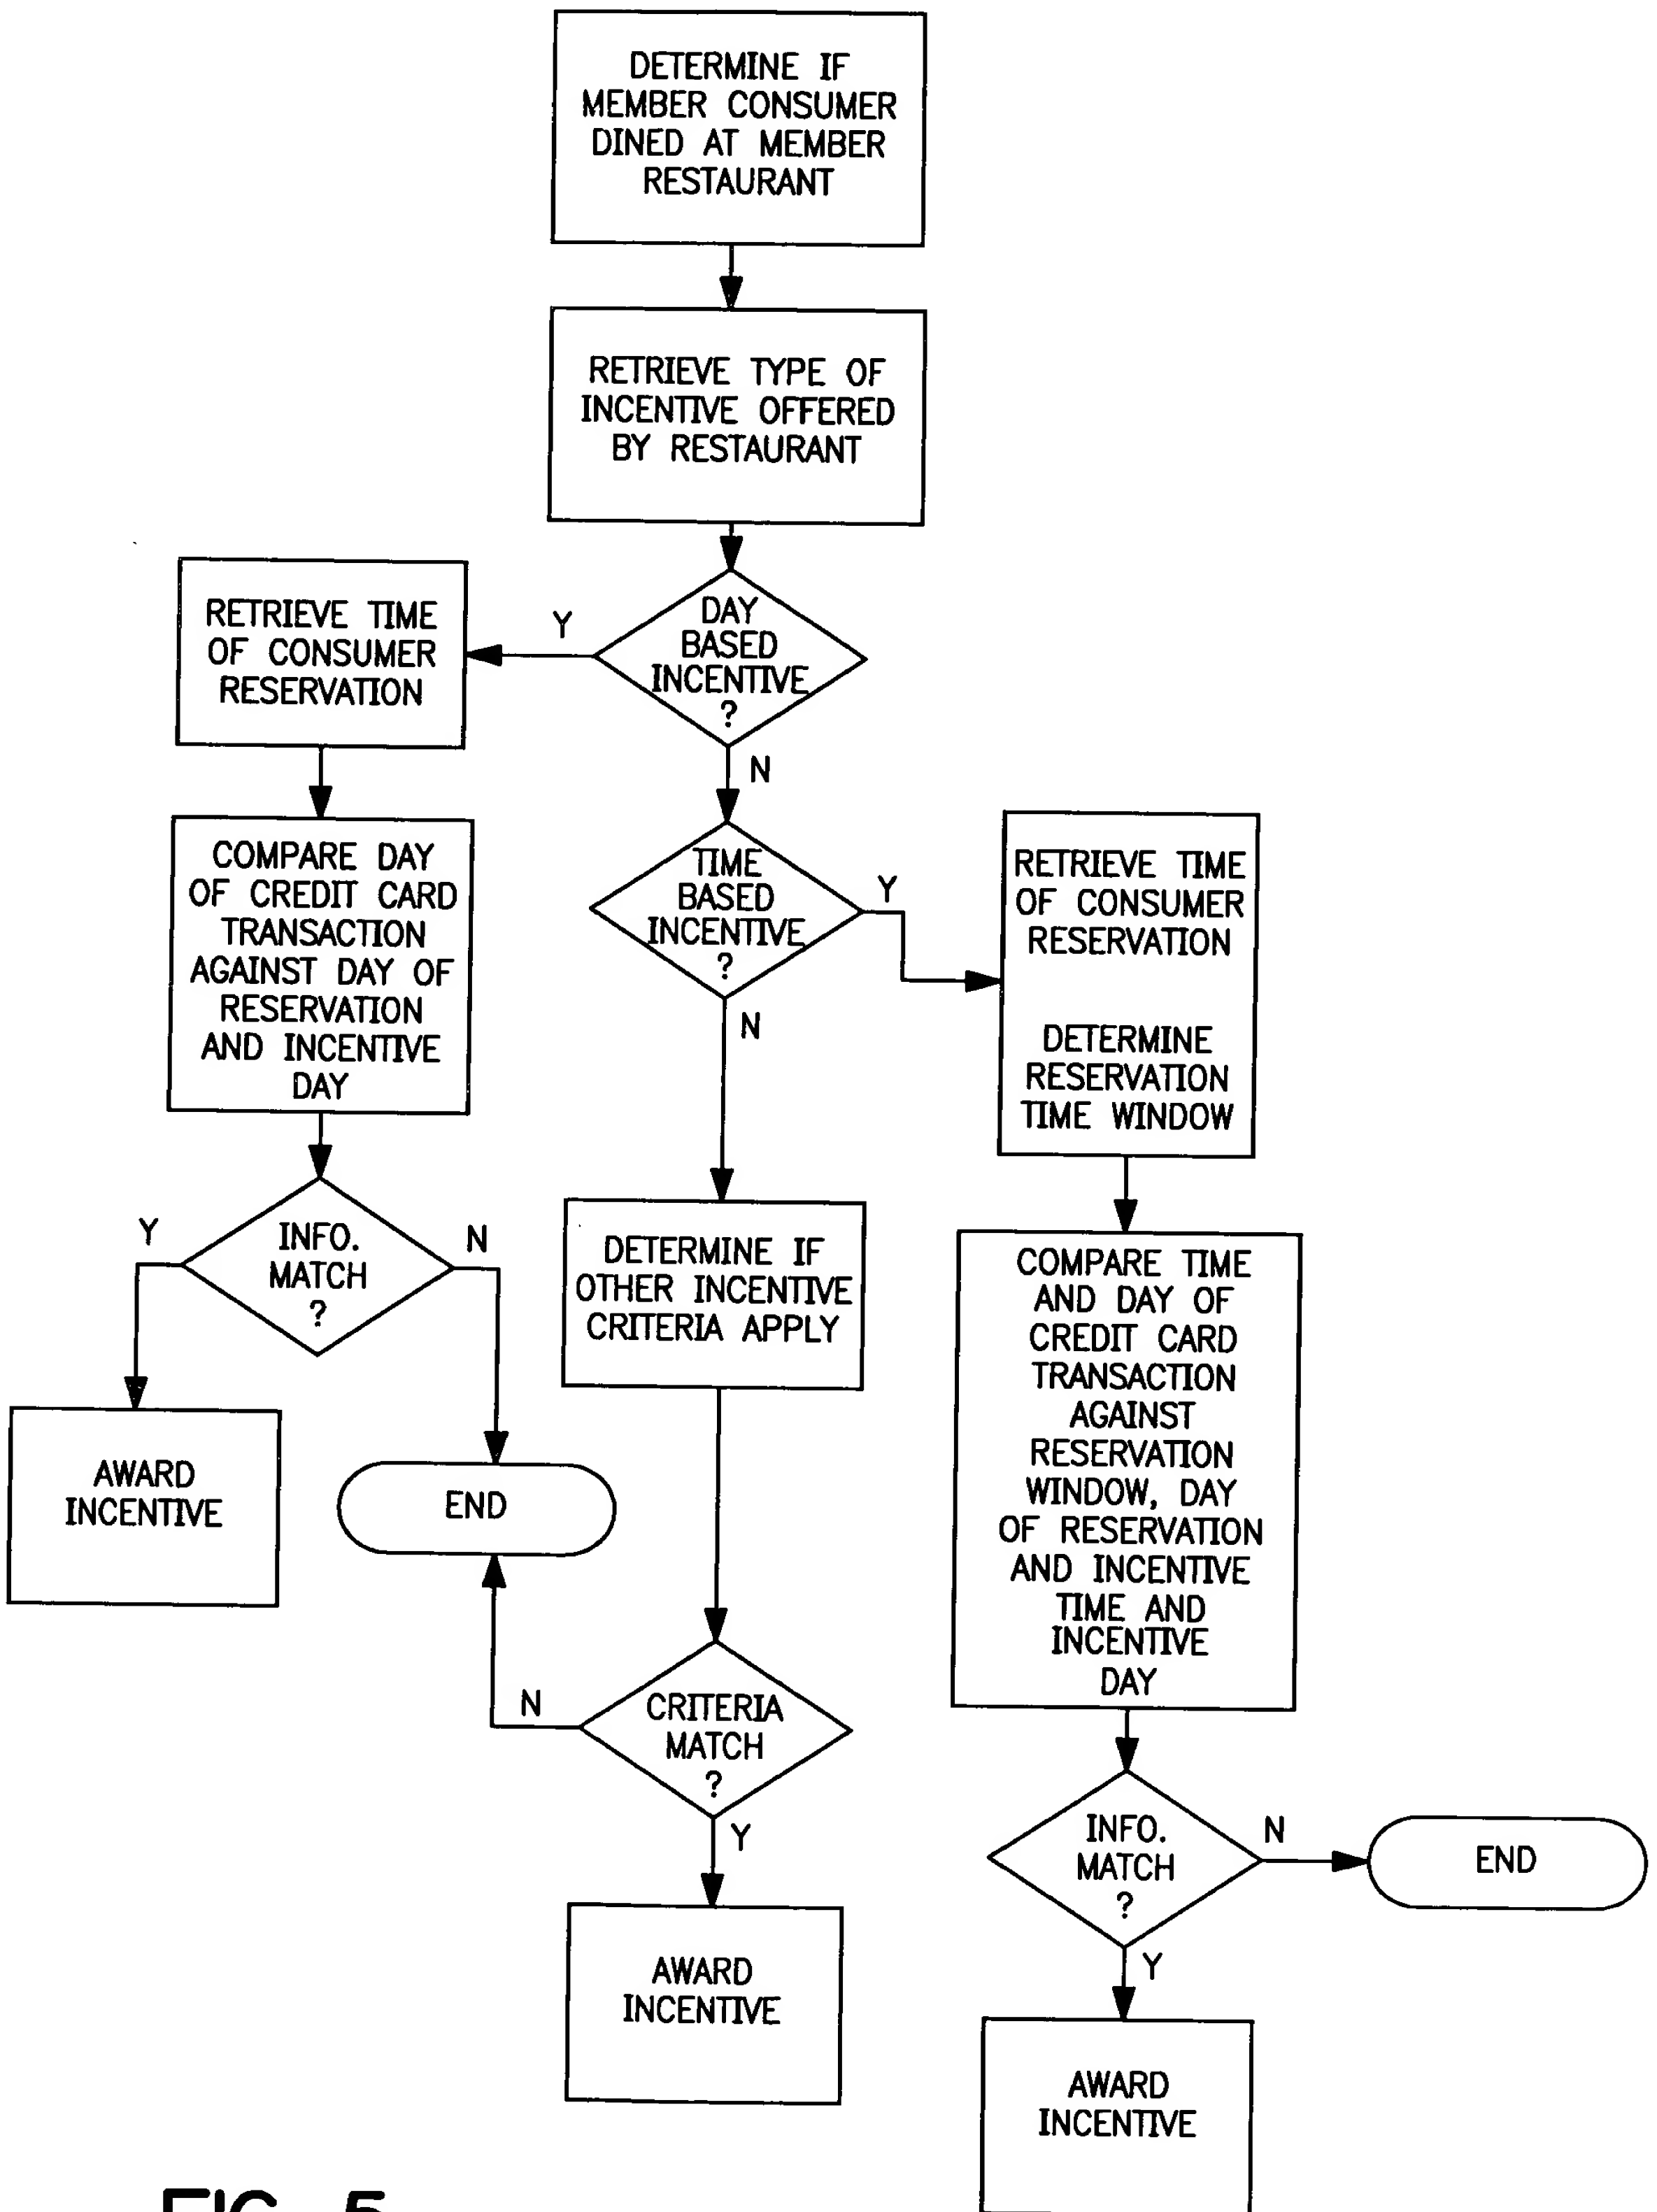 DETERMINE IF
MEMBER CONSUMER
DINED AT MEMBER
RESTAURANT
RETRIEVE TYPE OF
INCENTIVE OFFERED
BY RESTAURANT
DAY
BASED
INCENTIVE
?
Y
N
RETRIEVE TIME
OF CONSUMER
RESERVATION
COMPARE DAY
OF CREDIT CARD
TRANSACTION
AGAINST DAY OF
RESERVATION
AND INCENTIVE
DAY
INFO.
MATCH
?
Y
N
AWARD
INCENTIVE
END
TIME
BASED
INCENTIVE
?
Y
N
RETRIEVE TIME
OF CONSUMER
RESERVATION
DETERMINE
RESERVATION
TIME WINDOW
DETERMINE IF
OTHER INCENTIVE
CRITERIA APPLY
CRITERIA
MATCH
?
N
Y
AWARD
INCENTIVE
COMPARE TIME
AND DAY OF
CREDIT CARD
TRANSACTION
AGAINST
RESERVATION
WINDOW, DAY
OF RESERVATION
AND INCENTIVE
TIME AND
INCENTIVE
DAY
INFO.
MATCH
?
N
Y
END
AWARD
INCENTIVE
FIG. 5